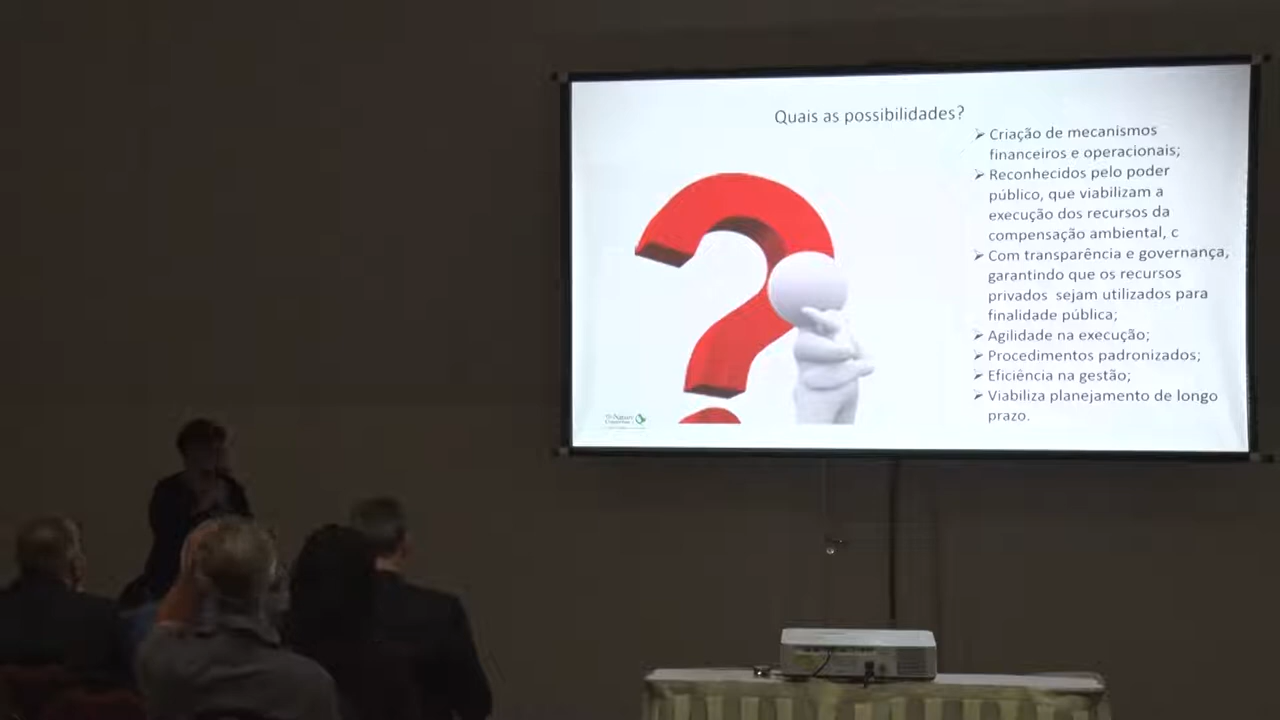 Quais as possibilidades?
➢ Criação de mecanismos
financeiros e operacionais;
➢ Reconhecidos pelo poder
público, que viabilizam a
execução dos recursos da
compensação ambiental, c
➢ Com transparência e governança,
garantindo que os recursos
privados sejam utilizados para
finalidade pública;
➢ Agilidade na execução;
➢ Procedimentos padronizados;
➢ Eficiência na gestão;
➢ Viabiliza planejamento de longo
prazo.